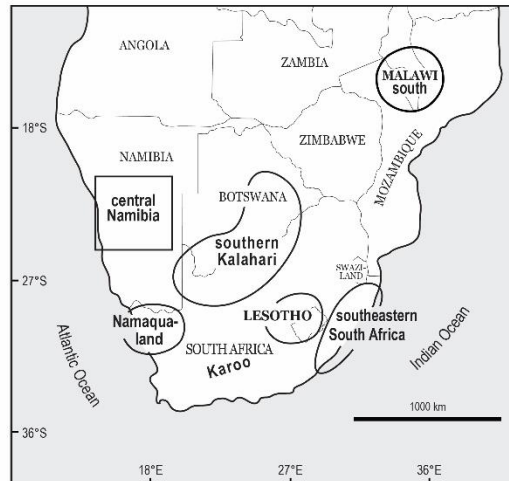 ANGOLA
ZAMBIA
MALAWI
south
18°S
ZIMBABWE
MOZAMBIQUE
NAMIBIA
central
Namibia
BOTSWANA
southern
Kalahari
SWAZI-
LAND
27°S
Namaqua-
land
LESOTHO
southeastern
South Africa
SOUTH AFRICA
Karoo
Atlantic Ocean
Indian Ocean
1000 km
36°S
18°E
27°E
36°E